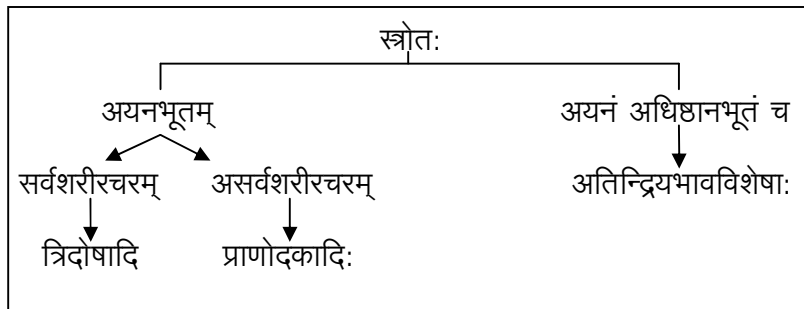 स्त्रोत:
अयनभूतम्
अयनं अधिष्ठानभूतं च
सर्वशरीरचरम्
असर्वशरीरचरम्
अतिन्द्रियभावविशेषा:
त्रिदोषादि
प्राणोदकादि: